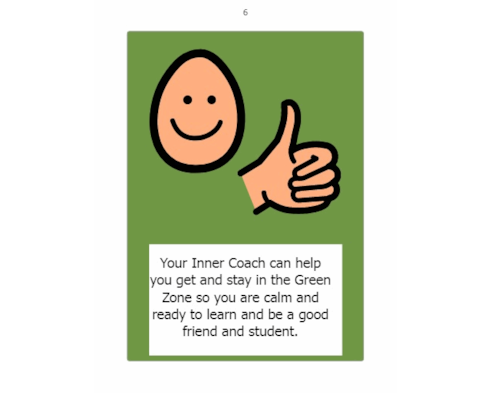 6
Your Inner Coach can help
you get and stay in the Green
Zone so you are calm and
ready to learn and be a good
friend and student.